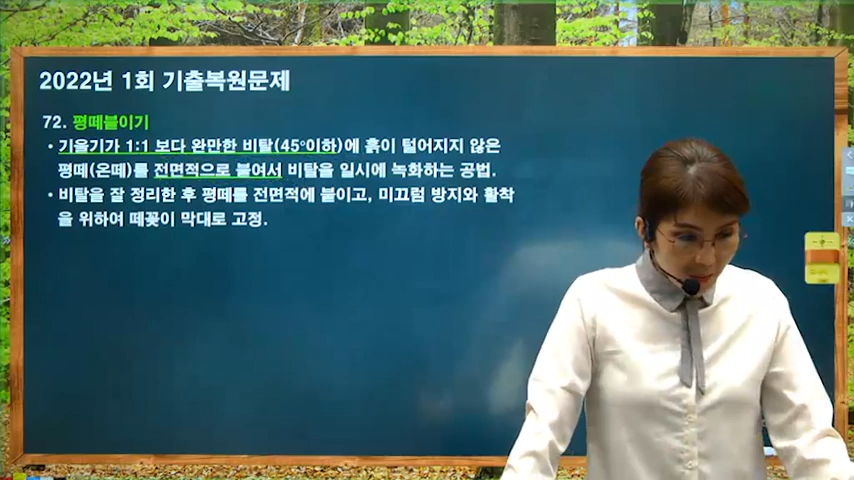 2022년 1회 기출복원문제
72. 평떼붙이기
• 기울기가 1:1 보다 완만한 비탈(45°이하)에 흙이 털어지지 않은
평떼(온떼)를 전면적으로 붙여서 비탈을 일시에 녹화하는 공법.
• 비탈을 잘 정리한 후 평떼를 전면적에 붙이고, 미끄럼 방지와 활착
을 위하여 떼꽂이 막대로 고정.